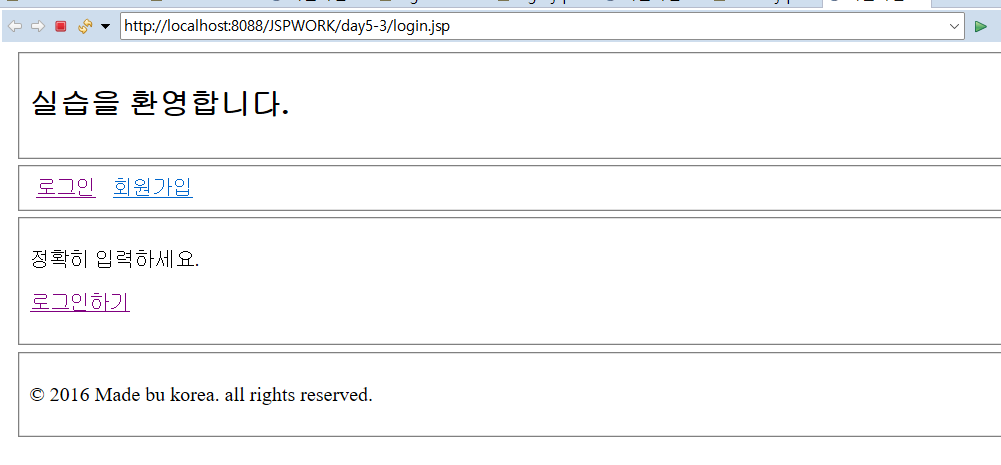 http://localhost:8088/JSPWORK/day5-3/login.jsp
실습을 환영합니다.
로그인 회원가입
정확히 입력하세요.
로그인하기
© 2016 Made bu korea. all rights reserved.